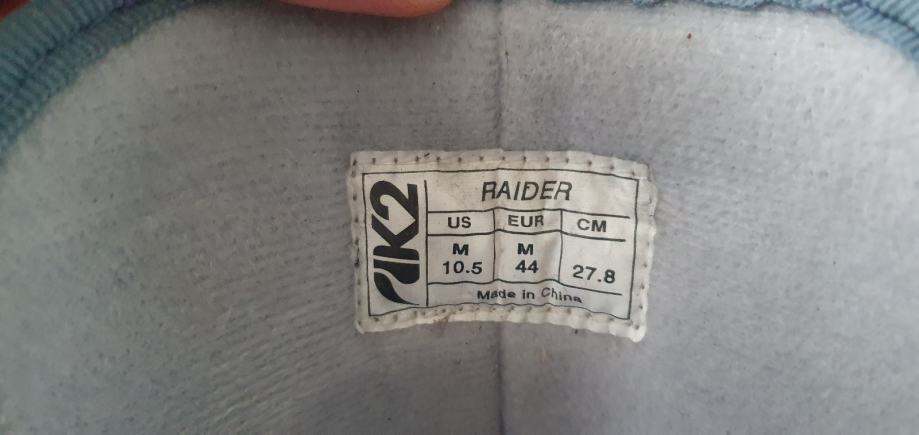 K2
RAIDER
US EUR CM
M M
10.5 44 27.8
Made in China